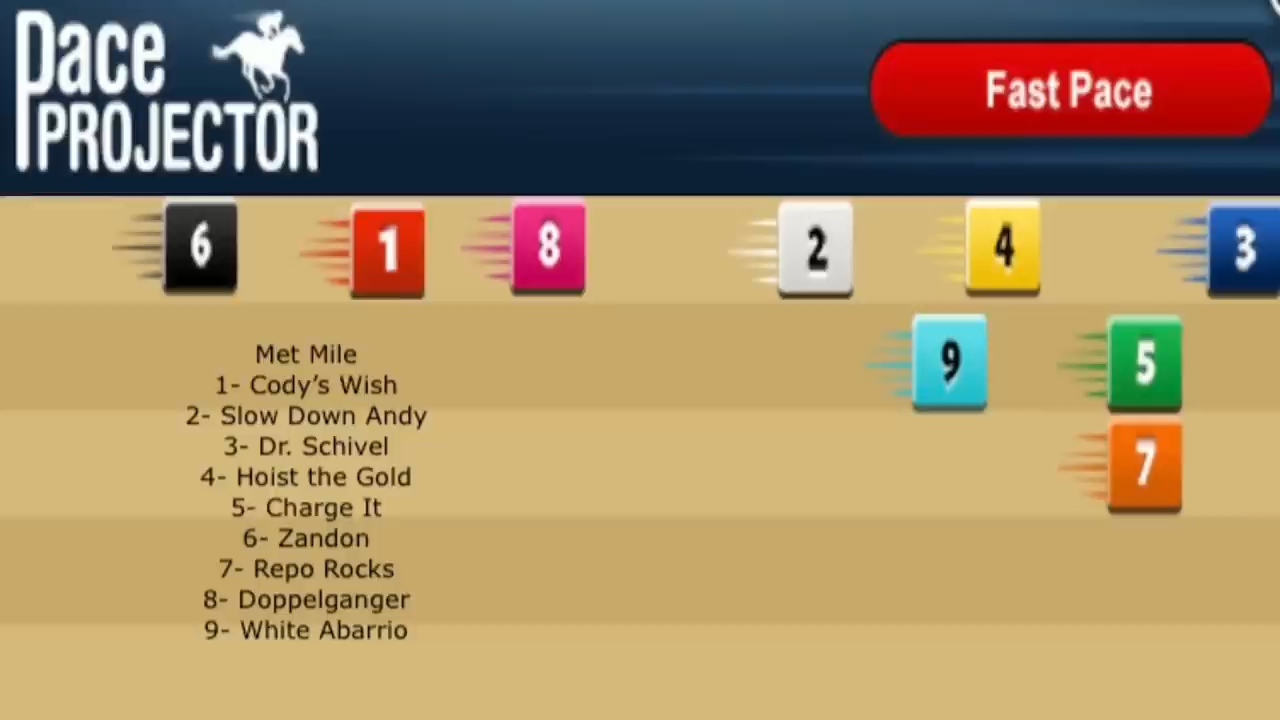 Pace
PROJECTOR
Fast Pace
6 1 8 2 4 3
9 5
7
Met Mile
1- Cody’s Wish
2- Slow Down Andy
3- Dr. Schivel
4- Hoist the Gold
5- Charge It
6- Zandon
7- Repo Rocks
8- Doppelganger
9- White Abarrio